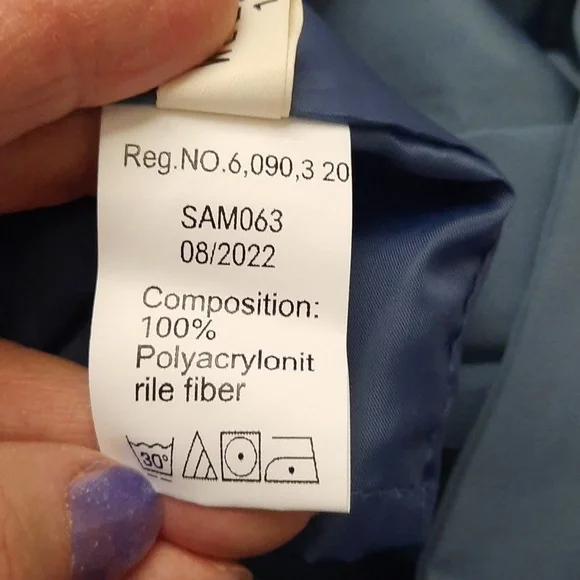 Reg.NO.6,090,3 20
SAM063
08/2022
Composition:
100%
Polyacrylonit
rile fiber
30°